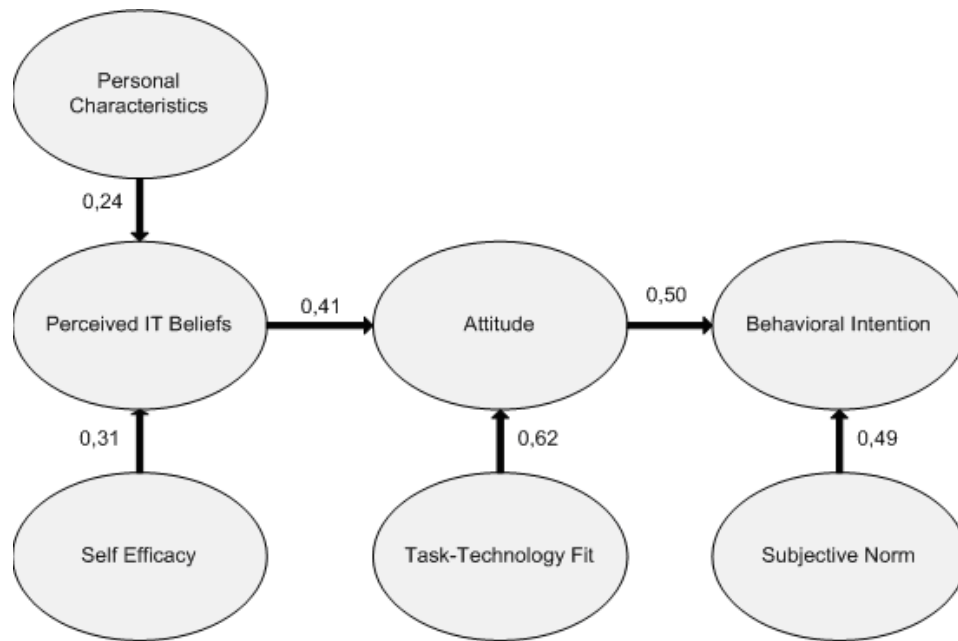 Personal
Characteristics
0,24
Perceived IT Beliefs
0,41
Attitude
0,50
Behavioral Intention
0,31
0,62
0,49
Self Efficacy
Task-Technology Fit
Subjective Norm